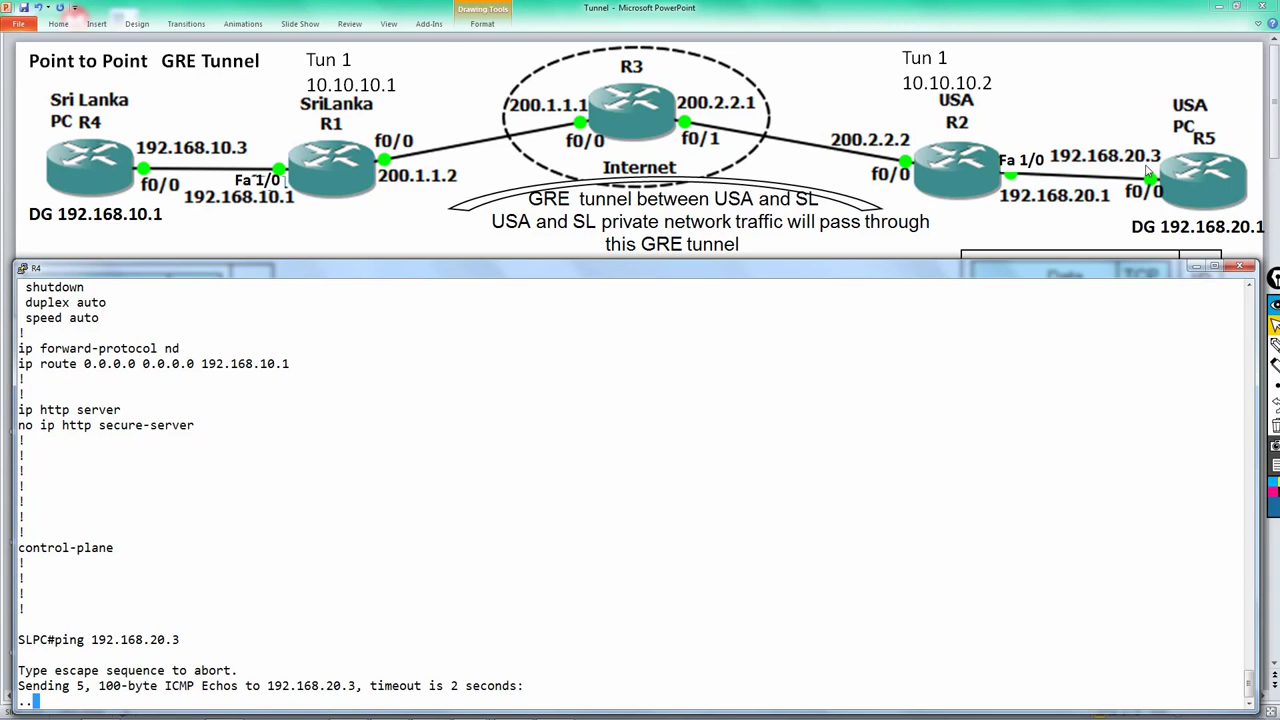 Tunnel - Microsoft PowerPoint
Drawing Tools
File Home Insert Design Transitions Animations Slide Show Review View Add-Ins Format
Point to Point GRE Tunnel
Tun 1
10.10.10.1
Tun 1
10.10.10.2
Sri Lanka
PC R4
SriLanka
R1
R3
USA
R2
USA
PC
R5
192.168.10.3
f0/0
Fa 1/0
192.168.10.1
DG 192.168.10.1
f0/0
200.1.1.2
200.1.1.1
f0/0
200.2.2.1
f0/1
Internet
200.2.2.2
f0/0
Fa 1/0
192.168.20.3
192.168.20.1
f0/0
DG 192.168.20.1
GRE tunnel between USA and SL
USA and SL private network traffic will pass through
this GRE tunnel
Data TCP
R4
shutdown
duplex auto
speed auto
!
ip forward-protocol nd
ip route 0.0.0.0 0.0.0.0 192.168.10.1
!
!
ip http server
no ip http secure-server
!
!
!
!
!
!
!
control-plane
!
!
!
!
SLPC#ping 192.168.20.3
Type escape sequence to abort.
Sending 5, 100-byte ICMP Echos to 192.168.20.3, timeout is 2 seconds:
..